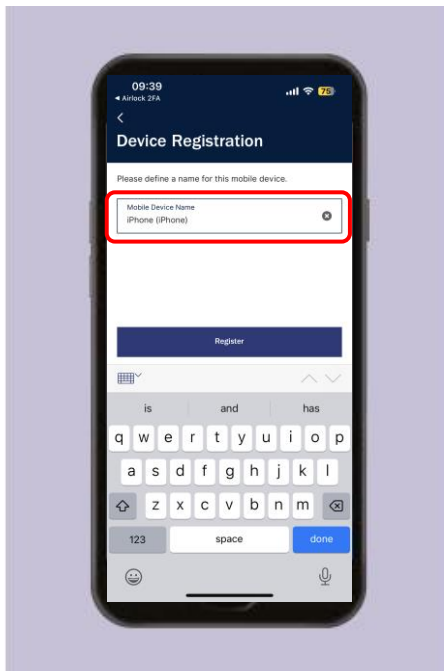 09:39
75
◀ Airlock 2FA
Device Registration
Please define a name for this mobile device.
Mobile Device Name
iPhone (iPhone)
Register
is and has
q w e r t y u i o p
a s d f g h j k l
z x c v b n m
123 space done